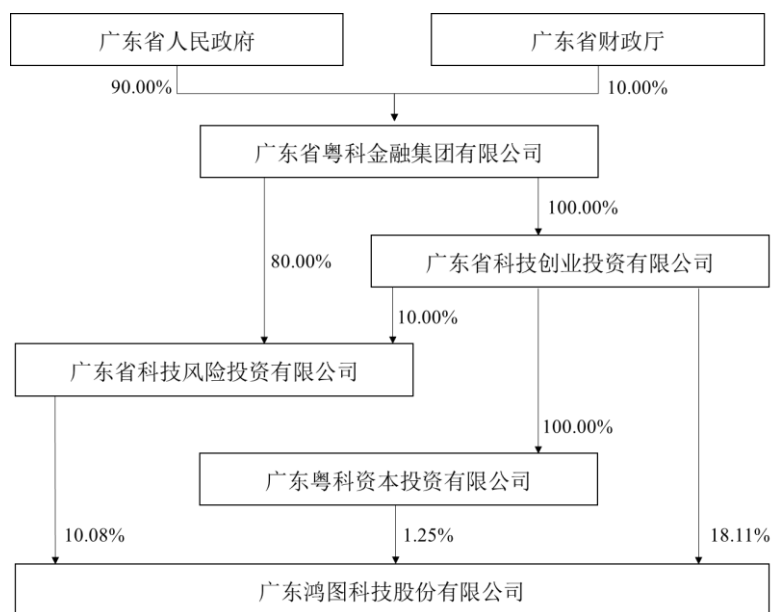 广东省人民政府
广东省财政厅
90.00%
10.00%
广东省粤科金融集团有限公司
100.00%
广东省科技创业投资有限公司
80.00%
10.00%
广东省科技风险投资有限公司
100.00%
广东粤科资本投资有限公司
10.08%
1.25%
18.11%
广东鸿图科技股份有限公司